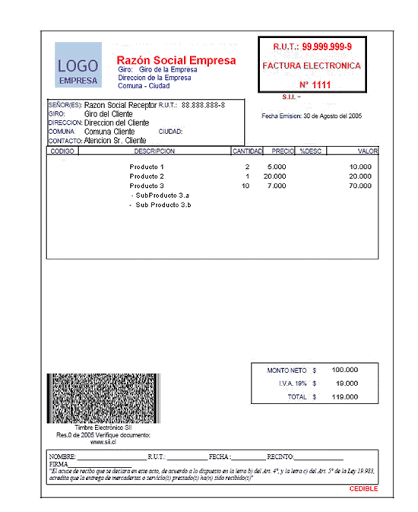 LOGO
EMPRESA
Razón Social Empresa
Giro: Giro de la Empresa
Direccion de la Empresa
Comuna - Ciudad
R.U.T.: 99.999.999-9
FACTURA ELECTRONICA
N° 1111
S.I.I. -
Fecha Emision: 30 de Agosto del 2005
SEÑOR(ES): Razon Social Receptor R.U.T.: 88.888.888-8
GIRO: Giro del Cliente
DIRECCION: Direccion del Cliente
COMUNA Comuna Cliente CIUDAD:
CONTACTO: Atencion Sr. Cliente
CODIGO DESCRIPCION CANTIDAD PRECIO %DESC. VALOR
Producto 1 2 5.000 10.000
Producto 2 1 20.000 20.000
Producto 3 10 7.000 70.000
- SubProducto 3.a
- Sub Producto 3.b
MONTO NETO $ 100.000
I.V.A. 19% $ 19.000
TOTAL $ 119.000
Timbre Electrónico SII
Res.0 de 2005 Verifique documento:
www.sii.cl
NOMBRE: R.U.T.: FECHA: RECINTO:
FIRMA
"El acuse de recibo que se declara en este acto, de acuerdo a lo dispuesto en la letra b) del Art. 4°, y la letra c) del Art. 5° de la Ley 19.983,
acredita que la entrega de mercaderias o servicio(s) prestado(s) ha(n) sido recibido(s)"
CEDIBLE